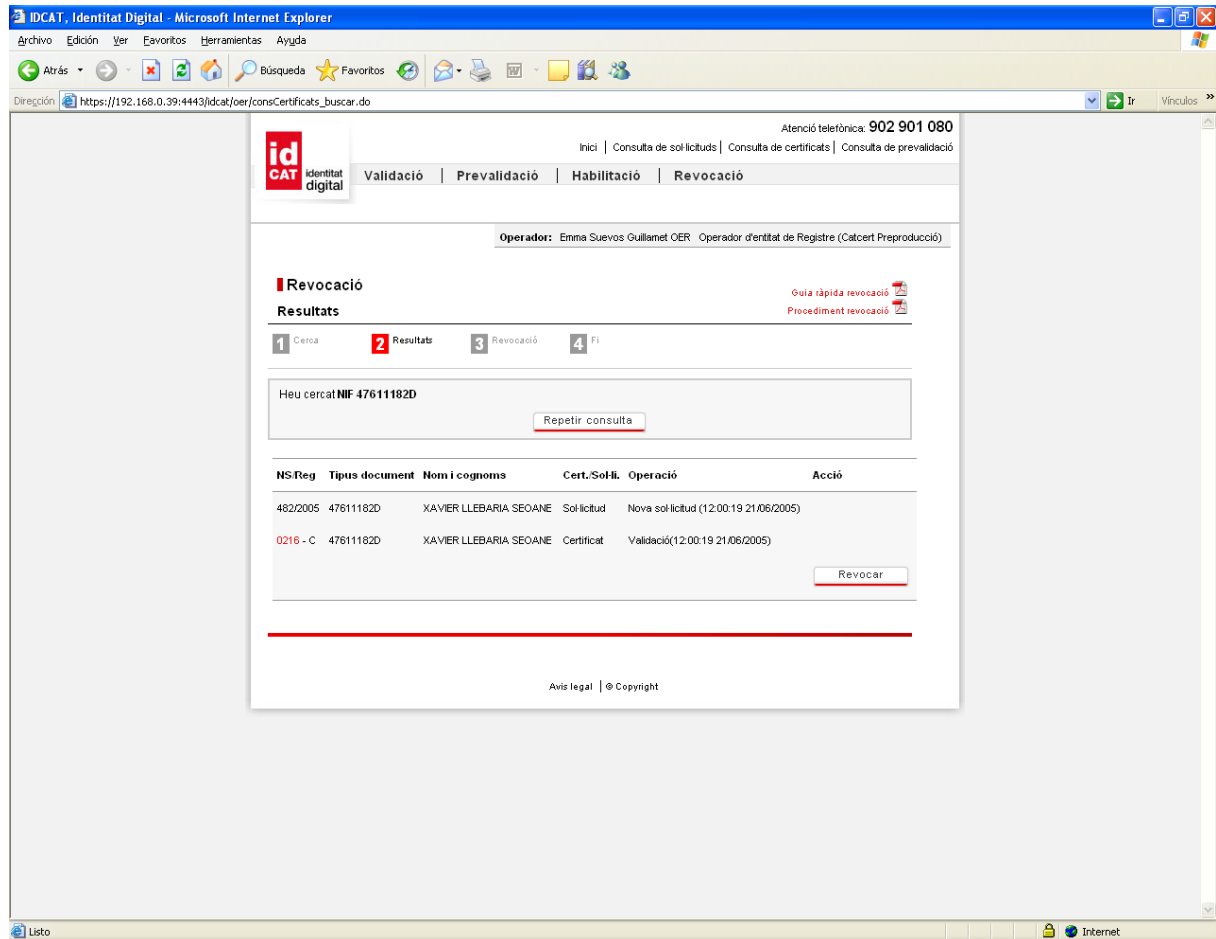 IDCAT, Identitat Digital - Microsoft Internet Explorer
Archivo Edición Ver Favoritos Herramientas Ayuda
Atrás Búsqueda Favoritos
Dirección https://192.168.0.39:4443/idcat/oer/consCertificats_buscar.do Ir Vínculos »
Atenció telefònica: 902 901 080
Inici | Consulta de sol·licituds | Consulta de certificats | Consulta de prevalidació
id
CAT identitat
digital
Validació | Prevalidació | Habilitació | Revocació
Operador: Emma Suevos Guillamet OER Operador d'entitat de Registre (Catcert Preproducció)
Revocació
Guia ràpida revocació
Resultats
Procediment revocació
1 Cerca 2 Resultats 3 Revocació 4 Fi
Heu cercat NIF 47611182D
Repetir consulta
NS/Reg Tipus document Nom i cognoms Cert./Sol·li. Operació Acció
482/2005 47611182D XAVIER LLEBARIA SEOANE Sol·licitud Nova sol·licitud (12:00:19 21/06/2005)
0216 - C 47611182D XAVIER LLEBARIA SEOANE Certificat Validació(12:00:19 21/06/2005)
Revocar
Avis legal | © Copyright
Listo Internet